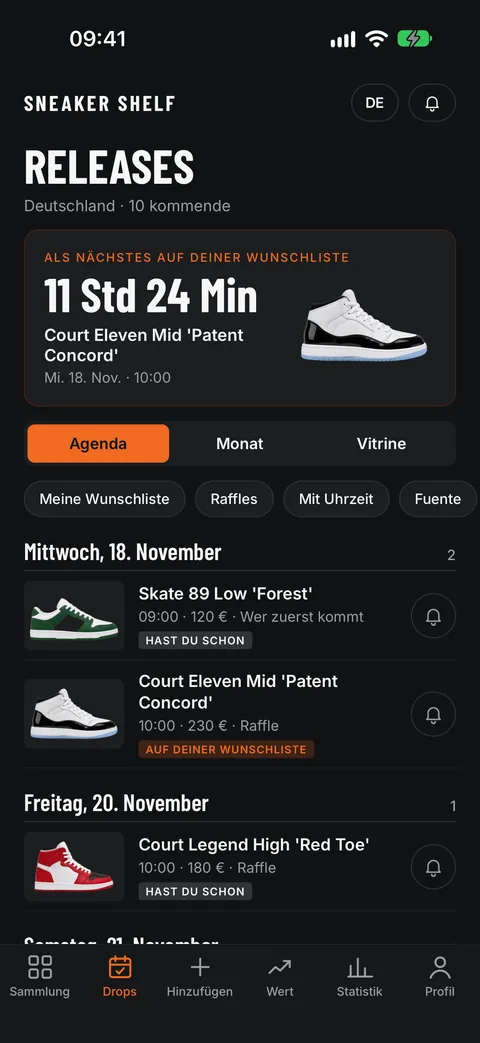 09:41
SNEAKER SHELF
DE
RELEASES
Deutschland · 10 kommende
ALS NÄCHSTES AUF DEINER WUNSCHLISTE
11 Std 24 Min
Court Eleven Mid 'Patent
Concord'
Mi. 18. Nov. · 10:00
Agenda
Monat
Vitrine
Meine Wunschliste
Raffles
Mit Uhrzeit
Fuente
Mittwoch, 18. November
2
Skate 89 Low 'Forest'
09:00 · 120 € · Wer zuerst kommt
HAST DU SCHON
Court Eleven Mid 'Patent
Concord'
10:00 · 230 € · Raffle
AUF DEINER WUNSCHLISTE
Freitag, 20. November
1
Court Legend High 'Red Toe'
10:00 · 180 € · Raffle
HAST DU SCHON
Samstag, 21. November
Sammlung
Drops
Hinzufügen
Wert
Statistik
Profil